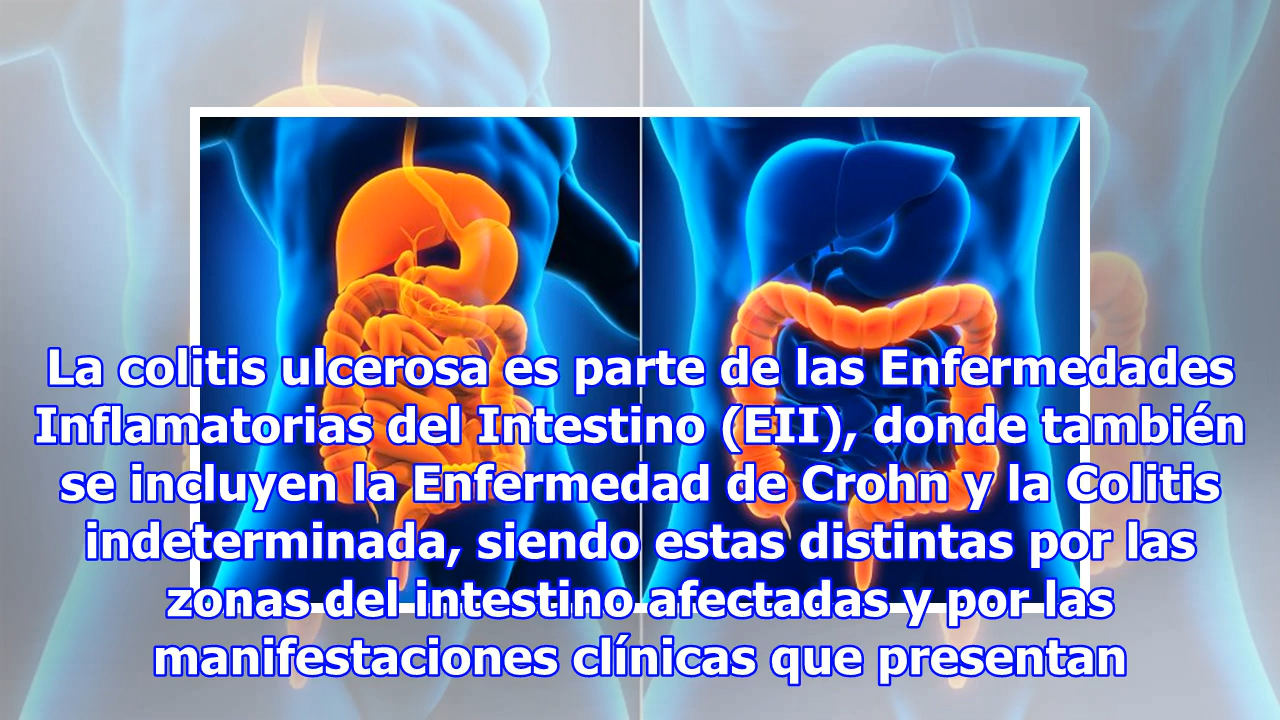 La colitis ulcerosa es parte de las Enfermedades
Inflamatorias del Intestino (EII), donde también
se incluyen la Enfermedad de Crohn y la Colitis
indeterminada, siendo estas distintas por las
zonas del intestino afectadas y por las
manifestaciones clínicas que presentan